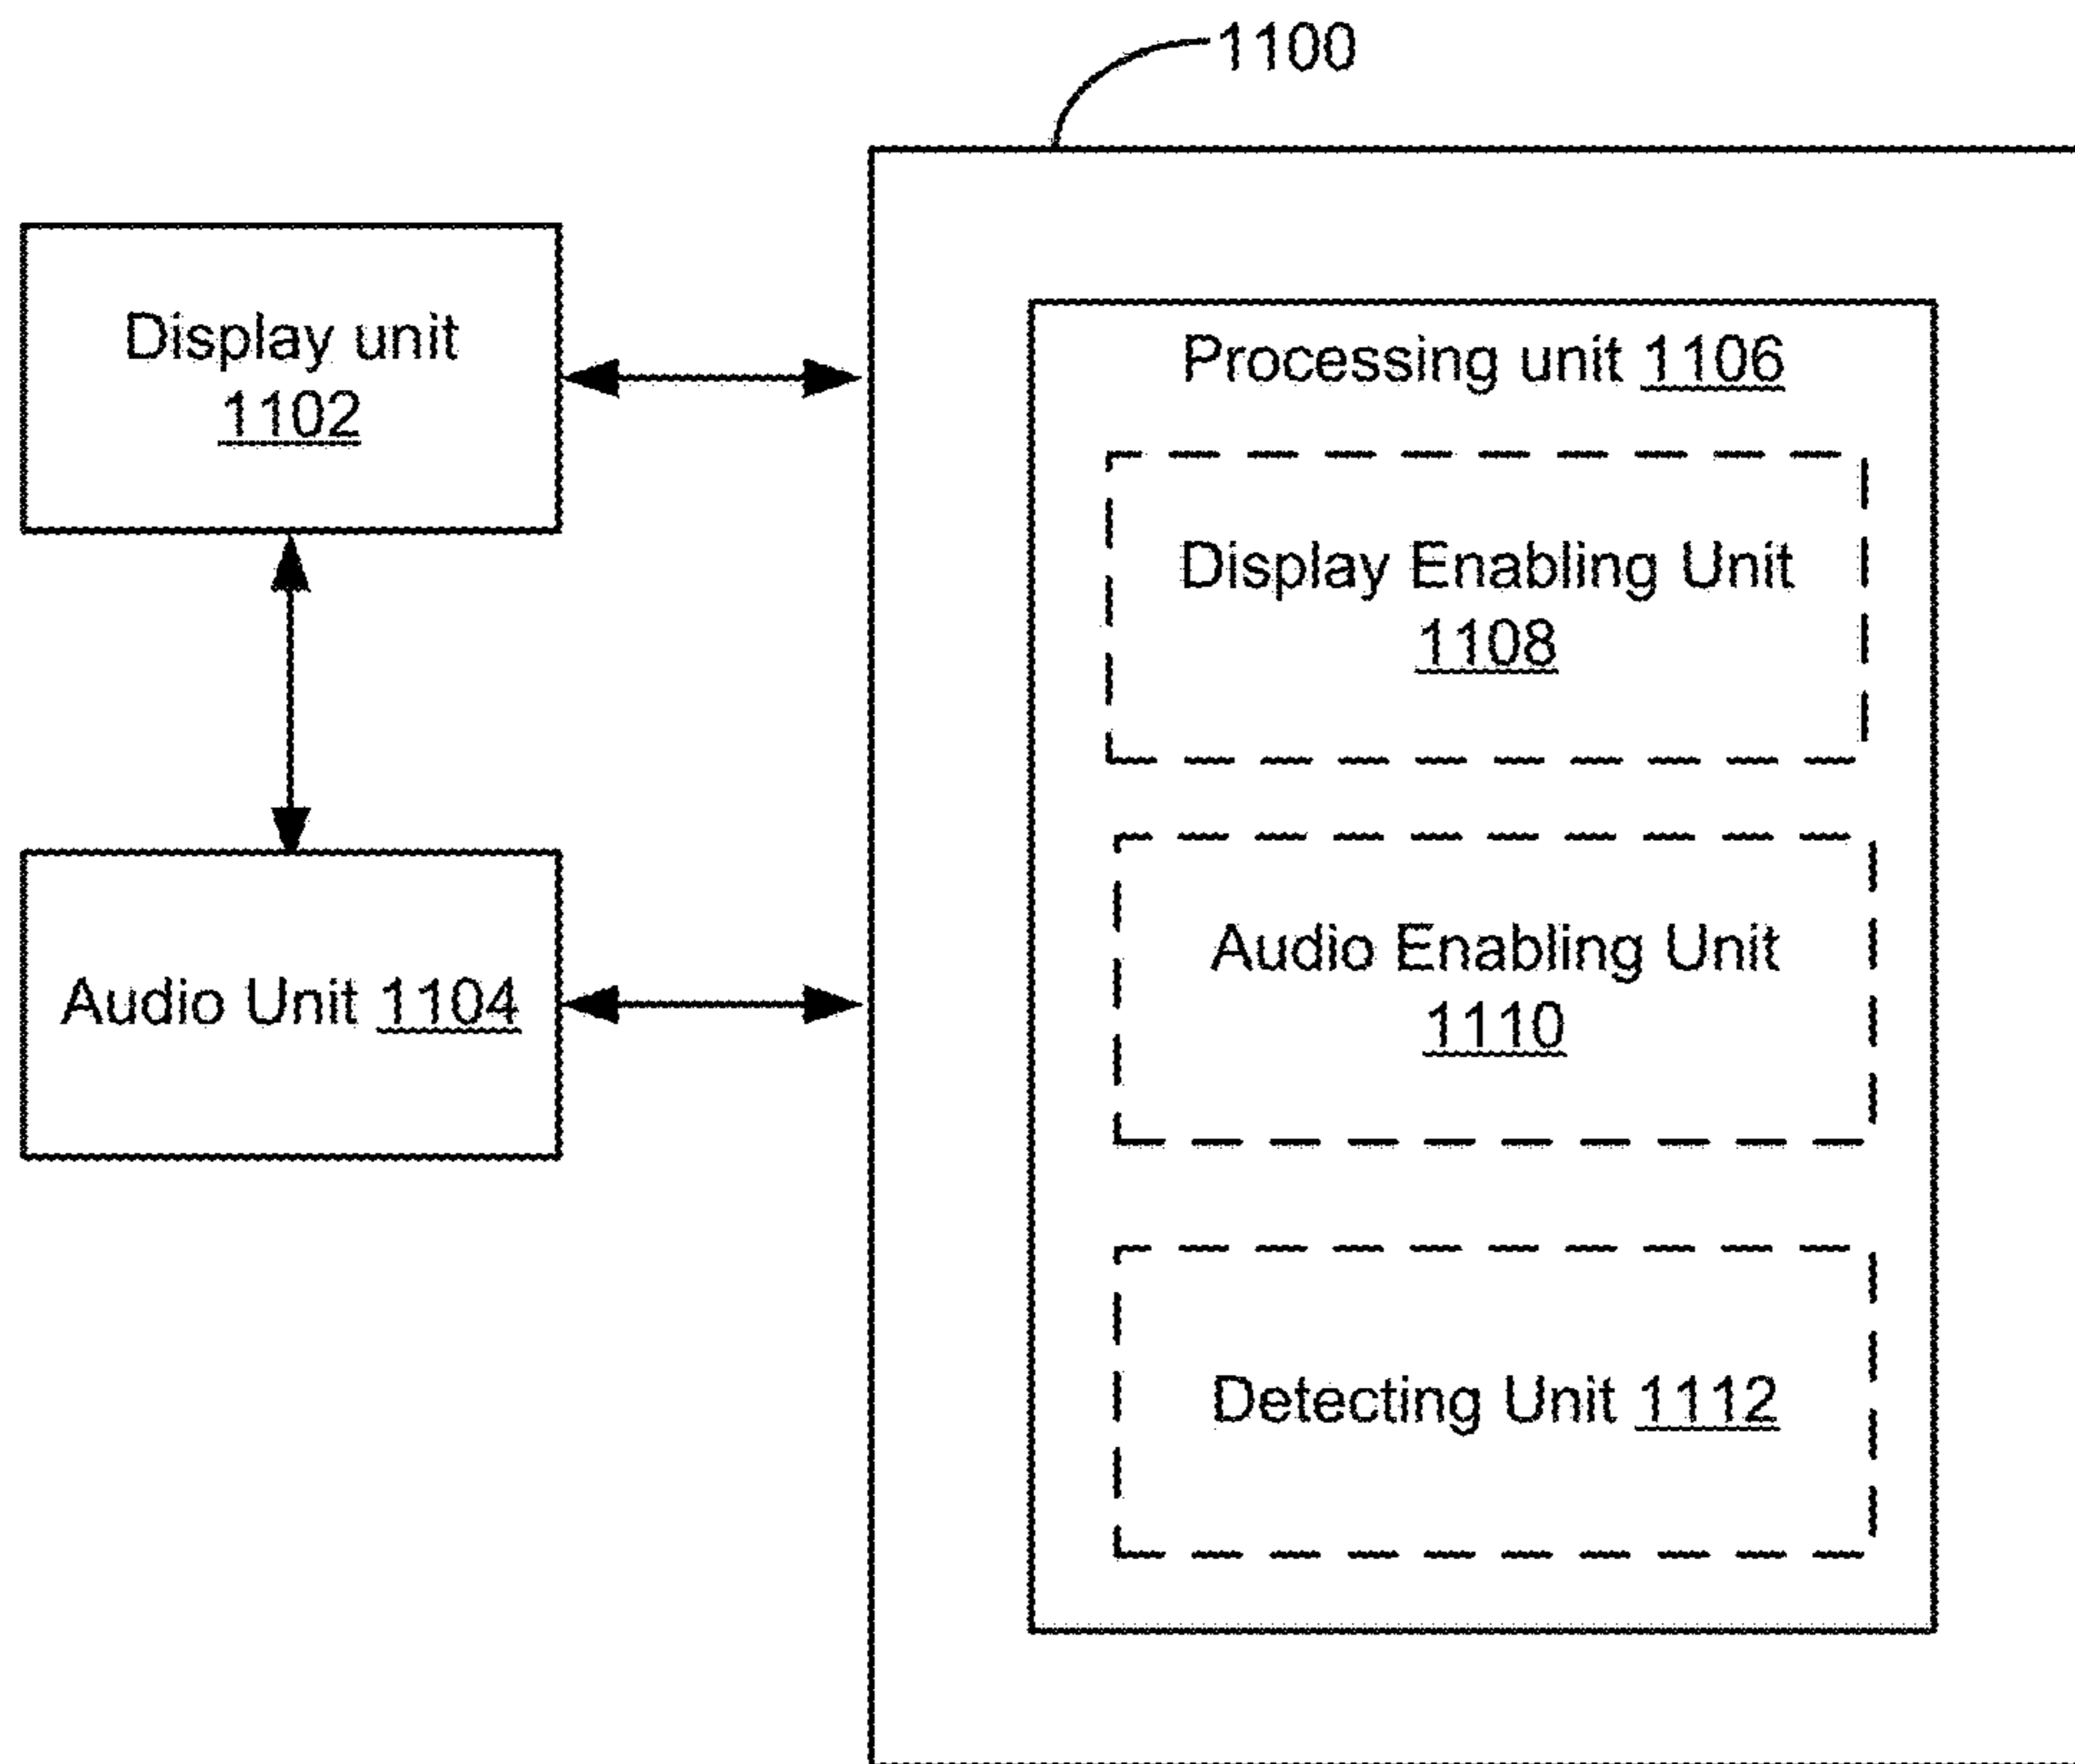 1100
Display unit
1102
Processing unit 1106
Display Enabling Unit
1108
Audio Unit 1104
Audio Enabling Unit
1110
Detecting Unit 1112